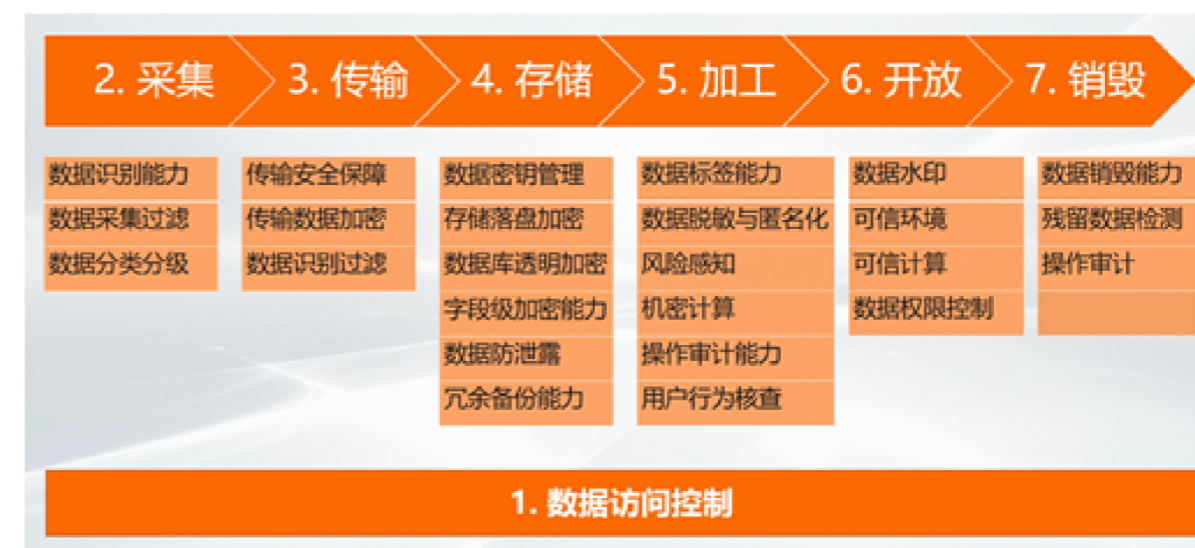 2. 采集
3. 传输
4. 存储
5. 加工
6. 开放
7. 销毁
数据识别能力
数据采集过滤
数据分类分级
传输安全保障
传输数据加密
数据识别过滤
数据密钥管理
存储落盘加密
数据库透明加密
字段级加密能力
数据防泄露
冗余备份能力
数据标签能力
数据脱敏与匿名化
风险感知
机密计算
操作审计能力
用户行为核查
数据水印
可信环境
可信计算
数据权限控制
数据销毁能力
残留数据检测
操作审计
1. 数据访问控制